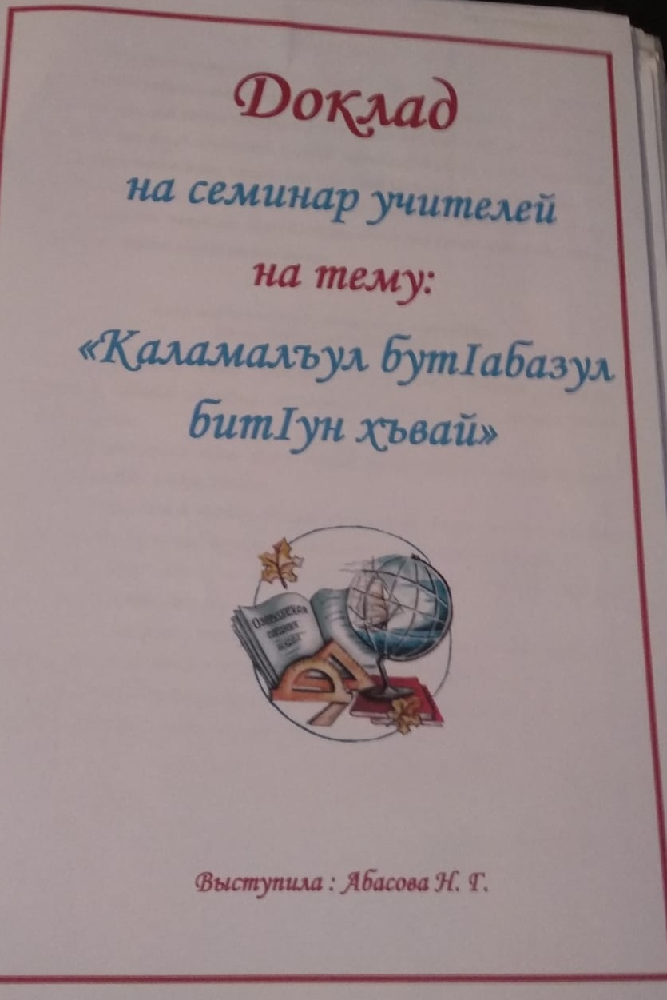 Доклад
на семинар учителей
на тему:
«Каламалъул бутIабазул
битIун хъвай»
Выступила : Абасова Н. Г.